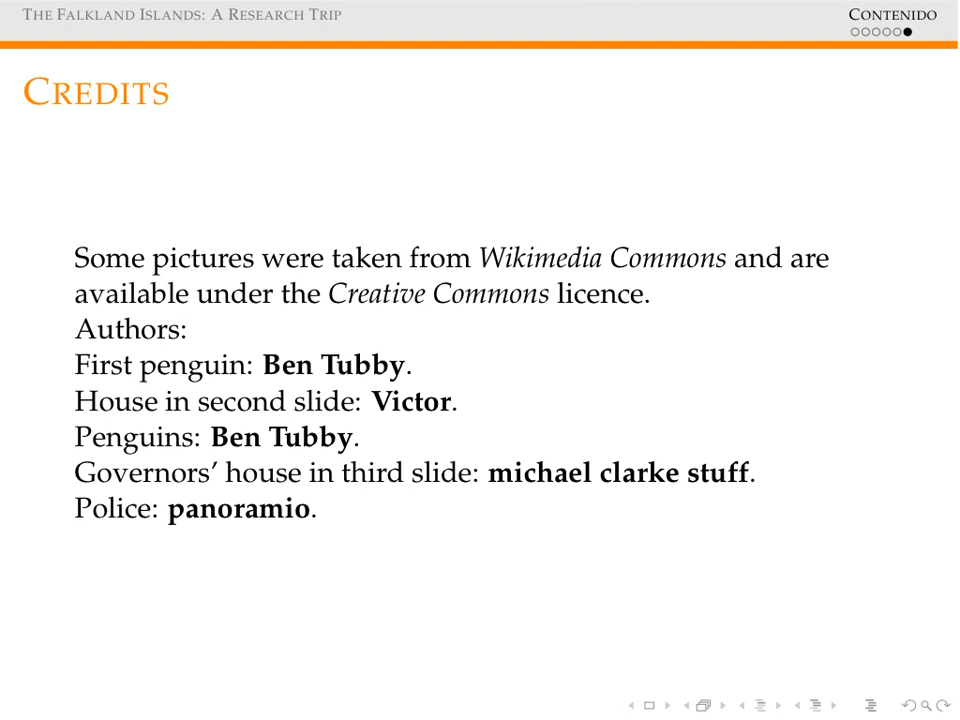 THE FALKLAND ISLANDS: A RESEARCH TRIP
CONTENIDO
CREDITS
Some pictures were taken from Wikimedia Commons and are
available under the Creative Commons licence.
Authors:
First penguin: Ben Tubby.
House in second slide: Victor.
Penguins: Ben Tubby.
Governors’ house in third slide: michael clarke stuff.
Police: panoramio.